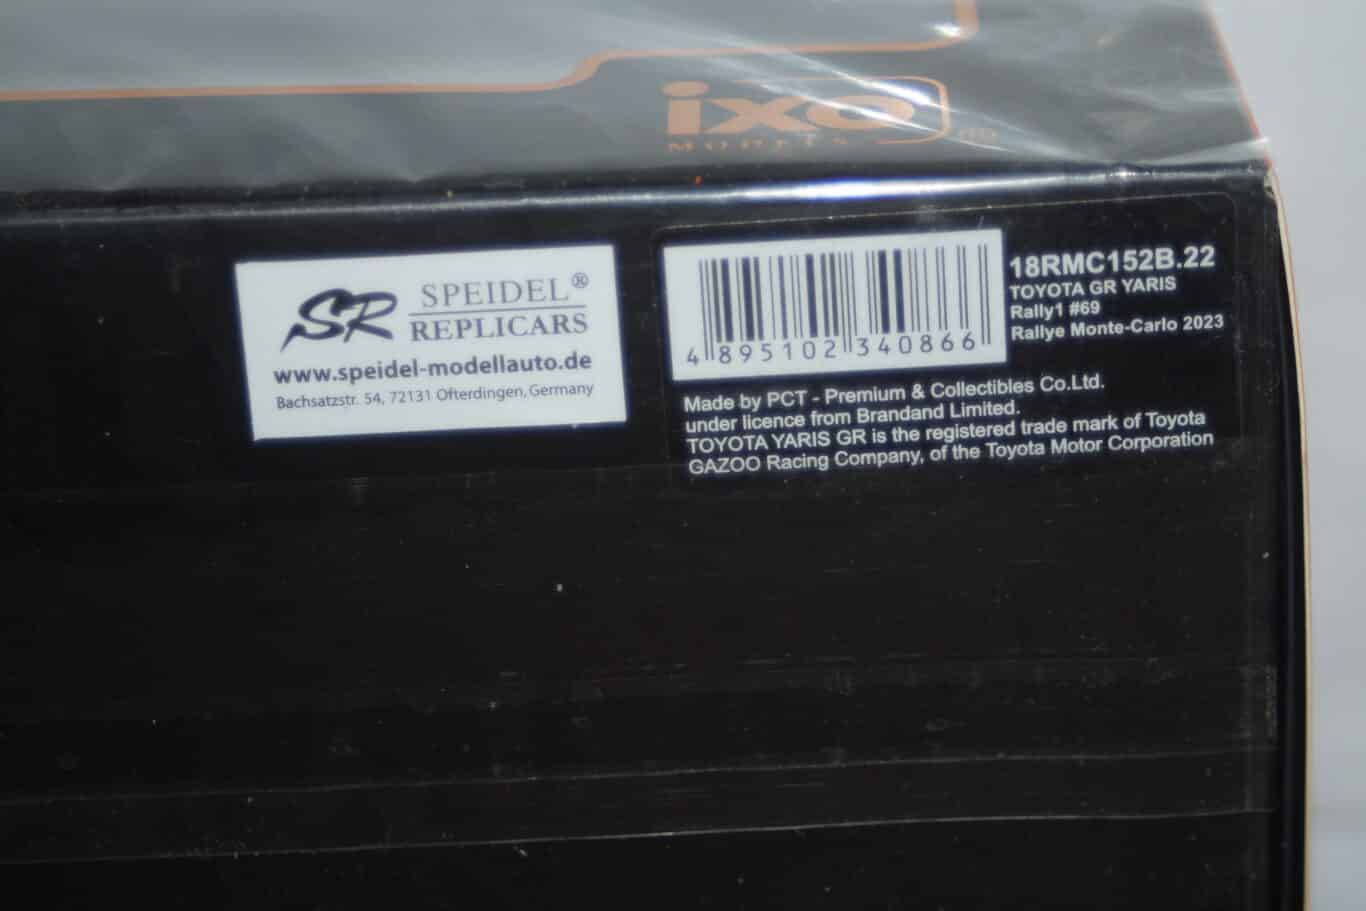 ixo
MODELS
SR SPEIDEL®
REPLICARS
www.speidel-modellauto.de
Bachsatzstr. 54, 72131 Ofterdingen, Germany
4 895102 340866
18RMC152B.22
TOYOTA GR YARIS
Rally1 #69
Rallye Monte-Carlo 2023
Made by PCT - Premium & Collectibles Co.Ltd.
under licence from Brandand Limited.
TOYOTA YARIS GR is the registered trade mark of Toyota
GAZOO Racing Company, of the Toyota Motor Corporation